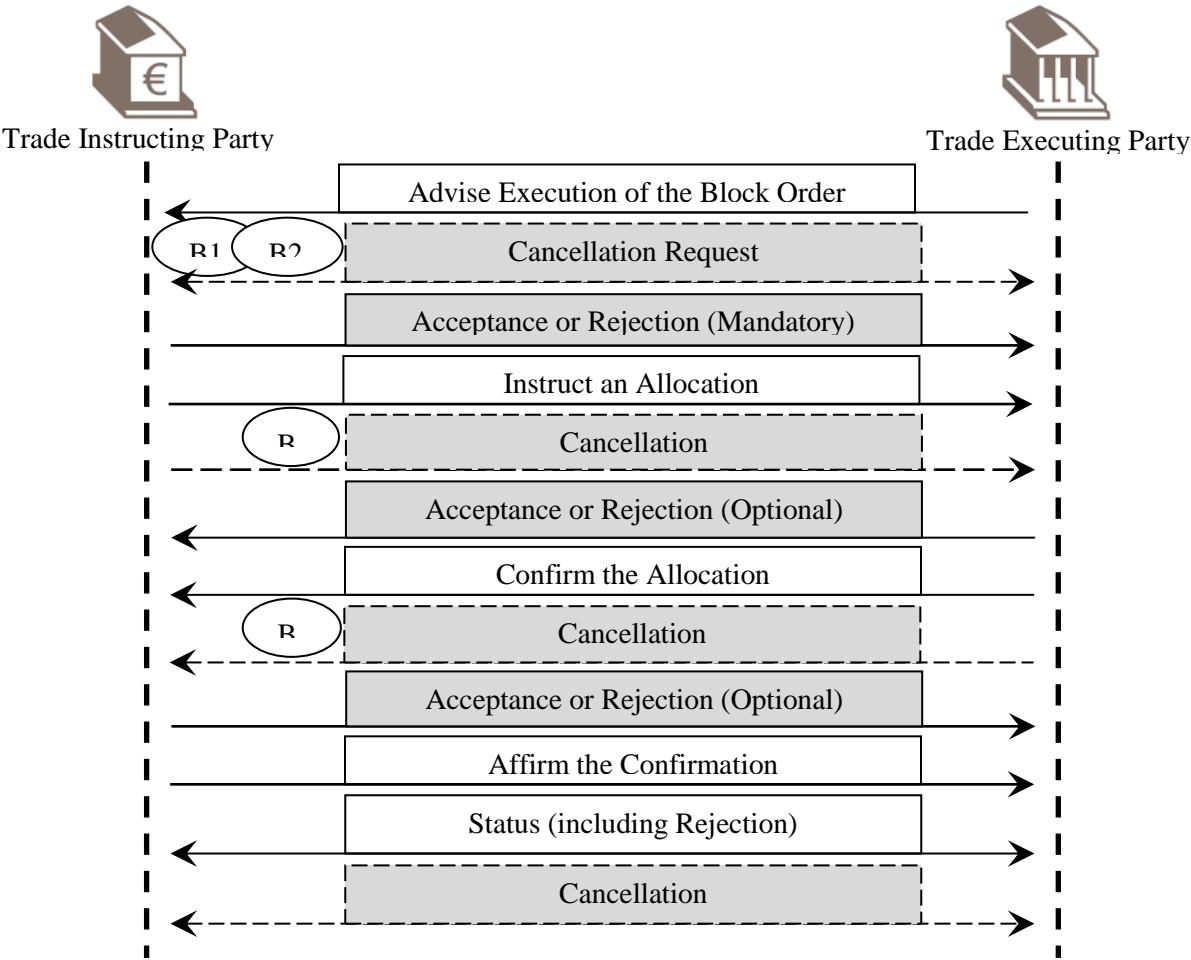 €
Trade Instructing Party
Trade Executing Party
Advise Execution of the Block Order
B1 B2 Cancellation Request
Acceptance or Rejection (Mandatory)
Instruct an Allocation
Cancellation
Acceptance or Rejection (Optional)
Confirm the Allocation
Cancellation
Acceptance or Rejection (Optional)
Affirm the Confirmation
Status (including Rejection)
Cancellation